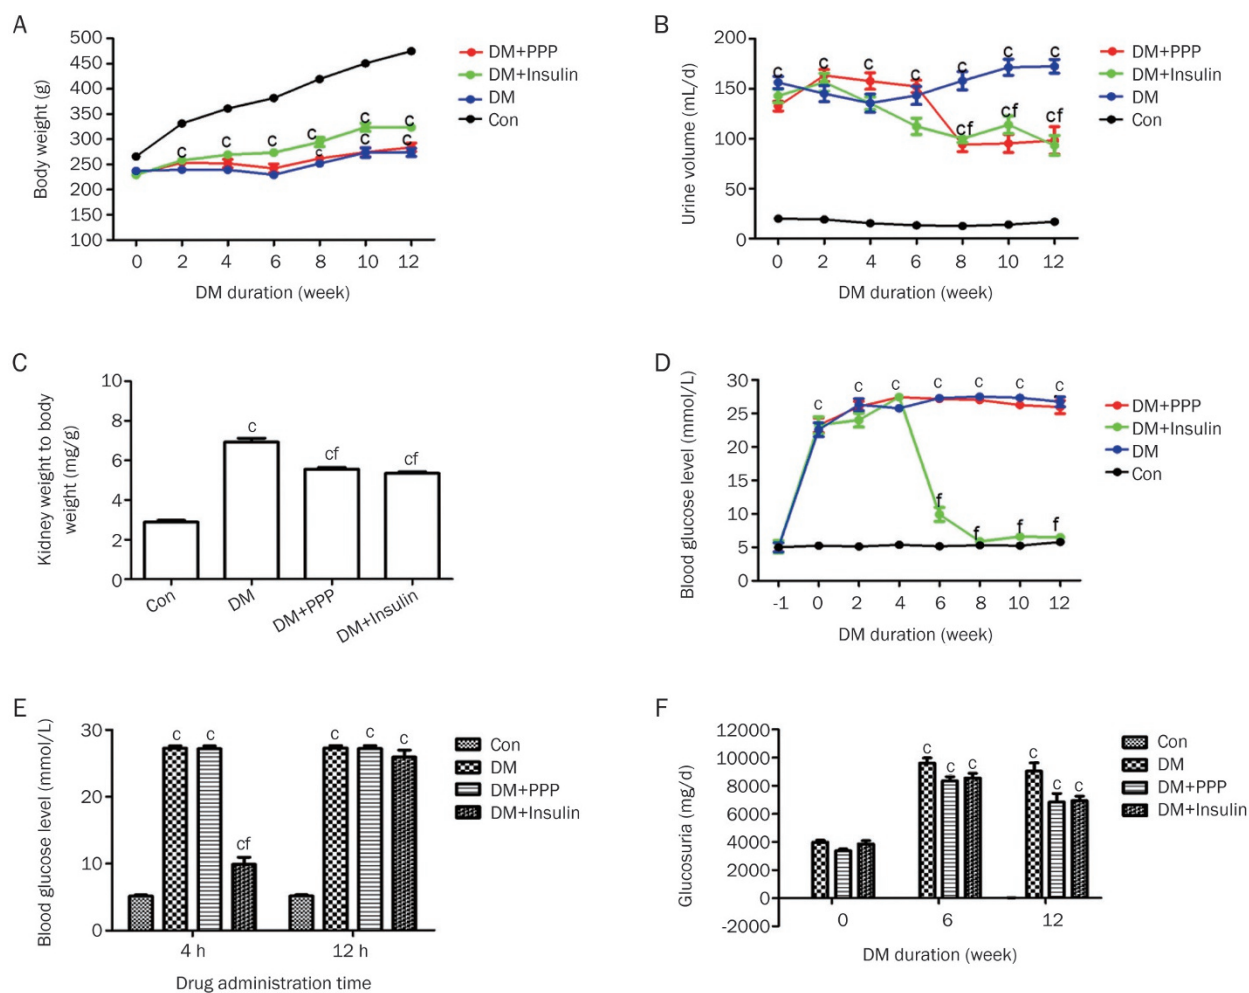 A
Body weight (g)
500
450
400
350
300
250
200
150
100
c
c
c
c
c
c
c
c
c
0 2 4 6 8 10 12
DM duration (week)
DM+PPP
DM+Insulin
DM
Con
B
Urine volume (mL/d)
200
150
100
50
0
c
c
c
c
c
c
c
cf
cf
cf
0 2 4 6 8 10 12
DM duration (week)
DM+PPP
DM+Insulin
DM
Con
C
Kidney weight to body
weight (mg/g)
10
8
6
4
2
0
c
cf
cf
Con DM DM+PPP DM+Insulin
D
Blood glucose level (mmol/L)
30
25
20
15
10
5
0
c c c c c c c
f f f f
-1 0 2 4 6 8 10 12
DM duration (week)
DM+PPP
DM+Insulin
DM
Con
E
Blood glucose level (mmol/L)
30
20
10
0
c c cf c c c
4 h 12 h
Drug administration time
Con
DM
DM+PPP
DM+Insulin
F
Glucosuria (mg/d)
12000
10000
8000
6000
4000
2000
0
-2000
c c c c c c
0 6 12
DM duration (week)
Con
DM
DM+PPP
DM+Insulin